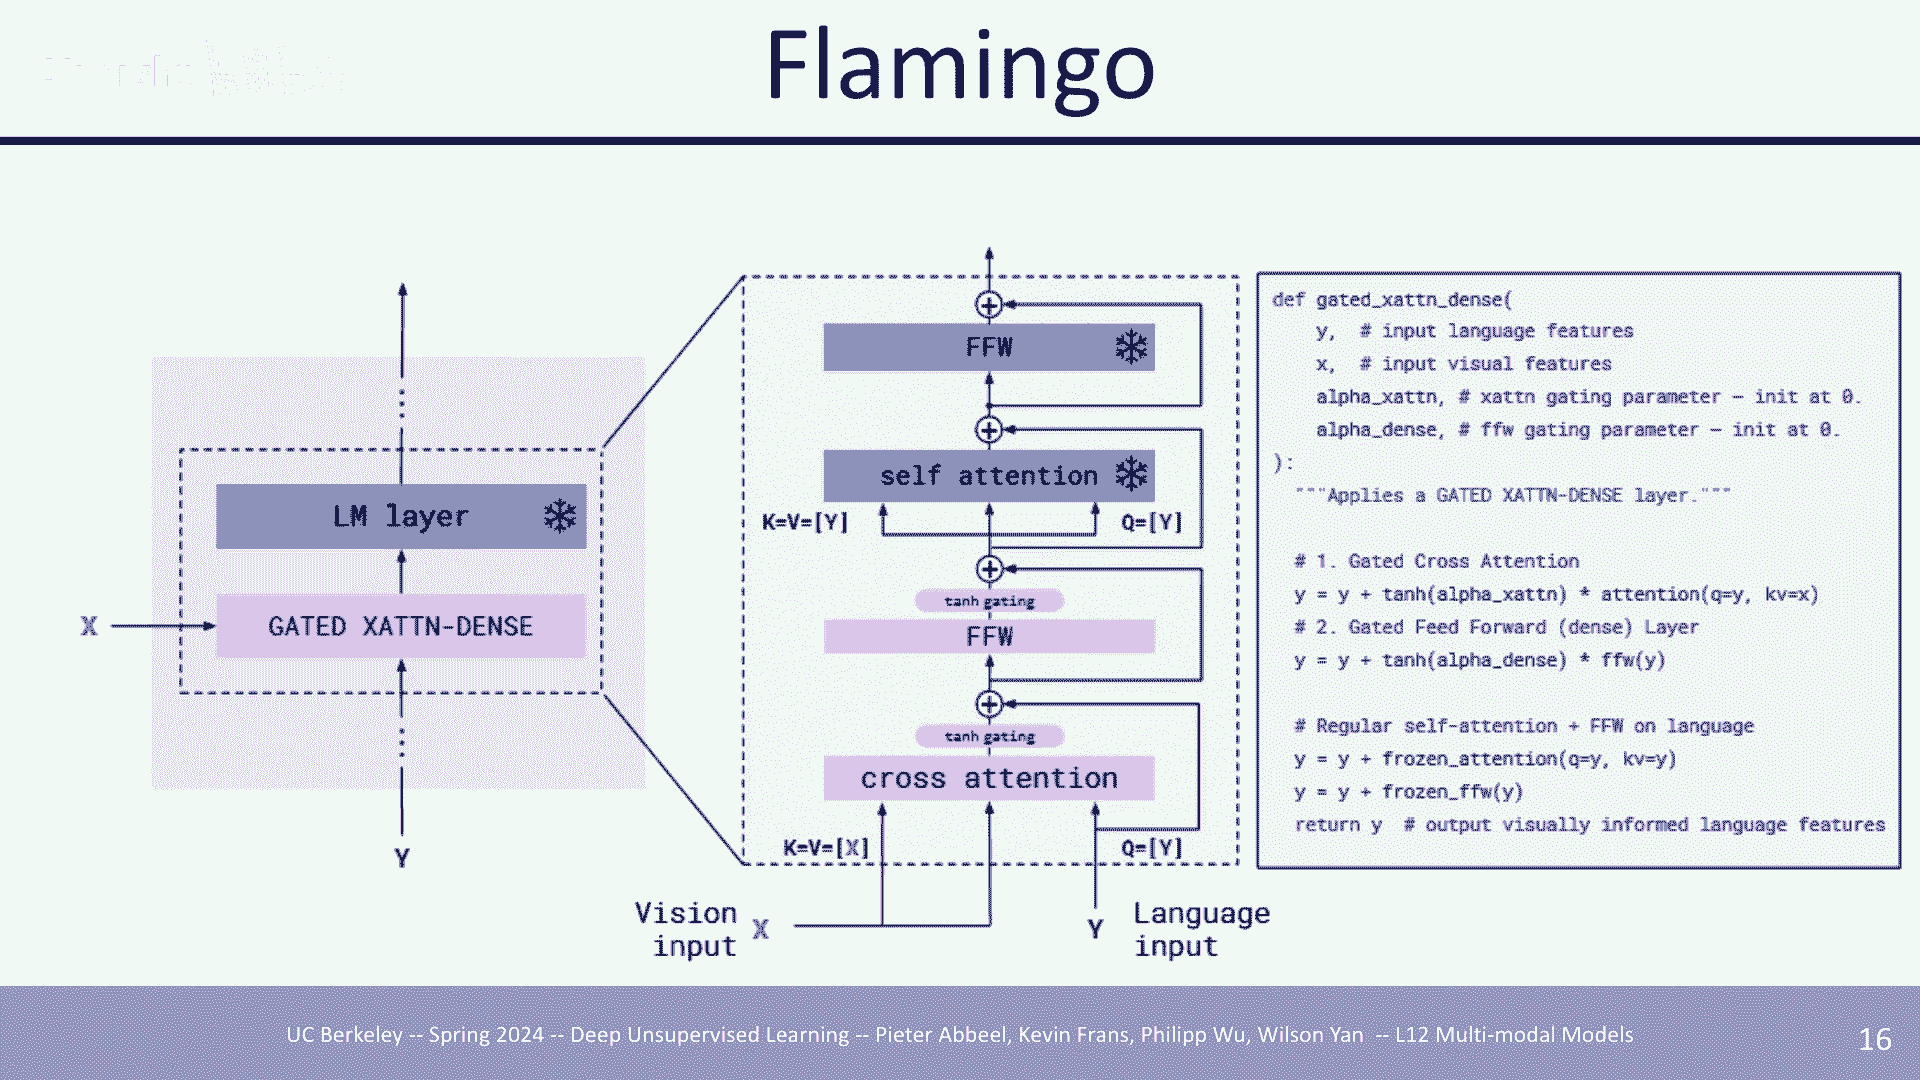 Flamingo
LM layer
GATED XATTN-DENSE
X
Y
FFW
self attention
K=V=[Y]
Q=[Y]
tanh gating
FFW
tanh gating
cross attention
K=V=[X]
Q=[Y]
Vision
input
X
Y
Language
input
def gated_xattn_dense(
y, # input language features
x, # input visual features
alpha_xattn, # xattn gating parameter – init at 0.
alpha_dense, # ffw gating parameter – init at 0.
):
"""Applies a GATED XATTN-DENSE layer."""
# 1. Gated Cross Attention
y = y + tanh(alpha_xattn) * attention(q=y, kv=x)
# 2. Gated Feed Forward (dense) Layer
y = y + tanh(alpha_dense) * ffw(y)
# Regular self-attention + FFW on language
y = y + frozen_attention(q=y, kv=y)
y = y + frozen_ffw(y)
return y # output visually informed language features
UC Berkeley -- Spring 2024 -- Deep Unsupervised Learning -- Pieter Abbeel, Kevin Frans, Philipp Wu, Wilson Yan -- L12 Multi-modal Models
16